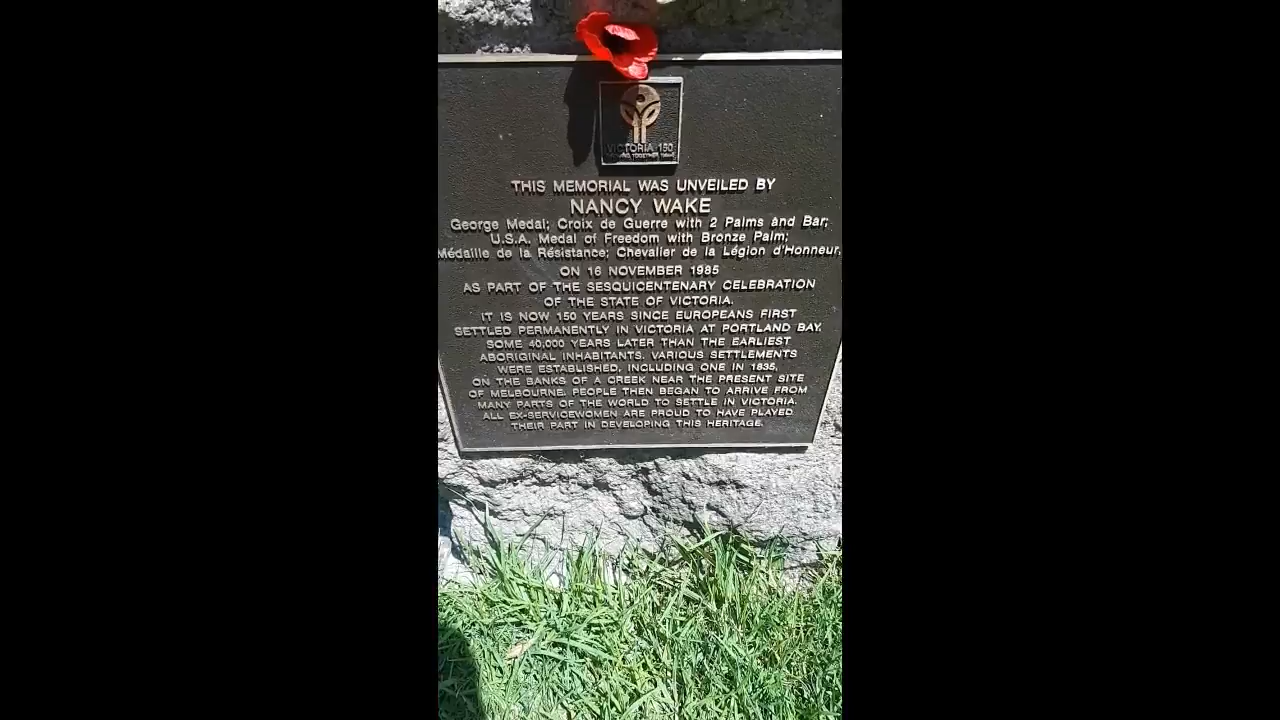 VICTORIA 150
THIS MEMORIAL WAS UNVEILED BY
NANCY WAKE
George Medal; Croix de Guerre with 2 Palms and Bar;
U.S.A. Medal of Freedom with Bronze Palm;
Médaille de la Résistance; Chevalier de la Légion d'Honneur,
ON 16 NOVEMBER 1985
AS PART OF THE SESQUICENTENARY CELEBRATION
OF THE STATE OF VICTORIA.
IT IS NOW 150 YEARS SINCE EUROPEANS FIRST
SETTLED PERMANENTLY IN VICTORIA AT PORTLAND BAY,
SOME 40,000 YEARS LATER THAN THE EARLIEST
ABORIGINAL INHABITANTS. VARIOUS SETTLEMENTS
WERE ESTABLISHED, INCLUDING ONE IN 1835,
ON THE BANKS OF A CREEK NEAR THE PRESENT SITE
OF MELBOURNE. PEOPLE THEN BEGAN TO ARRIVE FROM
MANY PARTS OF THE WORLD TO SETTLE IN VICTORIA.
ALL EX-SERVICEWOMEN ARE PROUD TO HAVE PLAYED
THEIR PART IN DEVELOPING THIS HERITAGE.